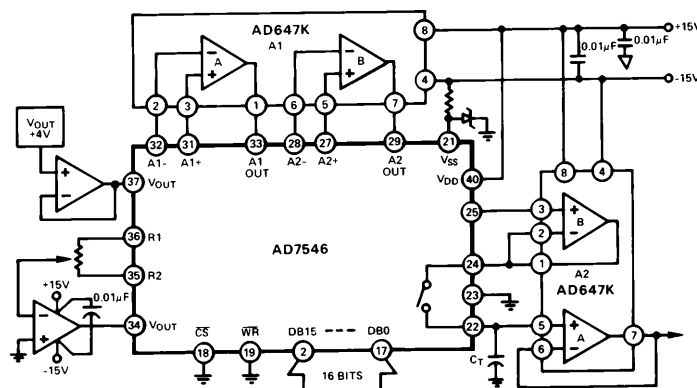 AD647K
A1
A
B
8
4
+15V
0.01µF
0.01µF
-15V
2
3
1
6
5
7
32
31
33
28
27
29
21
A1-
A1+
A1
OUT
A2-
A2+
A2
OUT
VSS
VOUT
+4V
37
VOUT
VDD
40
8
4
25
3
B
2
36
R1
AD7546
24
1
A2
AD647K
35
R2
+15V
0.01µF
23
34
VOUT
-15V
22
5
A
7
6
CT
CS
WR
DB15
DB0
18
19
2
17
16 BITS